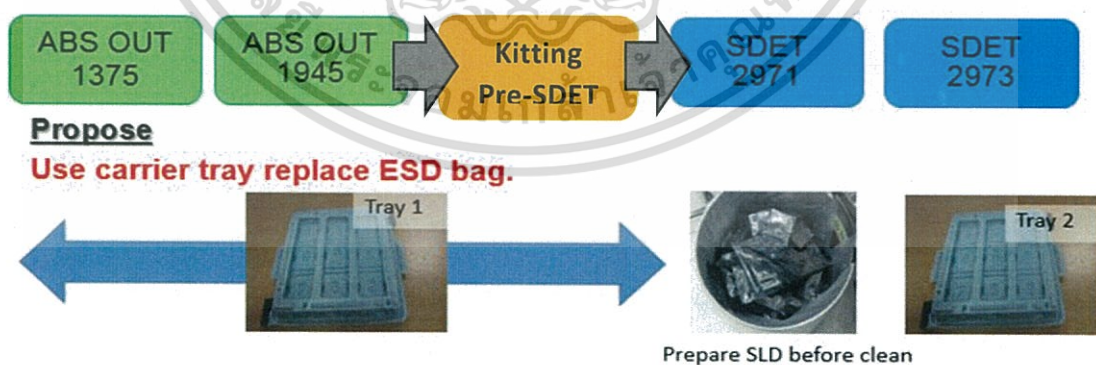 ABS OUT
1375
ABS OUT
1945
Kitting
Pre-SDET
SDET
2971
SDET
2973
Propose
Use carrier tray replace ESD bag.
Tray 1
Tray 2
Prepare SLD before clean